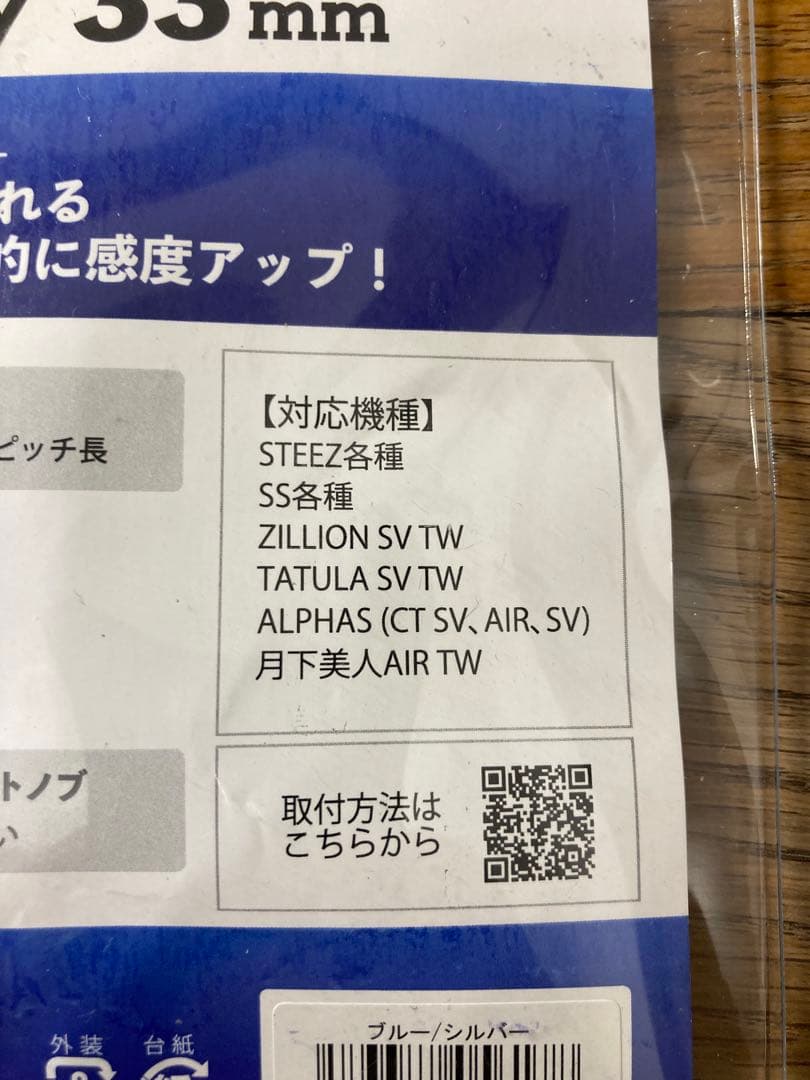 33mm
れる
的に感度アップ！
ピッチ長
【対応機種】
STEEZ各種
SS各種
ZILLION SV TW
TATULA SV TW
ALPHAS (CT SV、AIR、SV)
月下美人AIR TW
トノブ
い
取付方法は
こちらから
外装 台紙
ブルー/シルバー